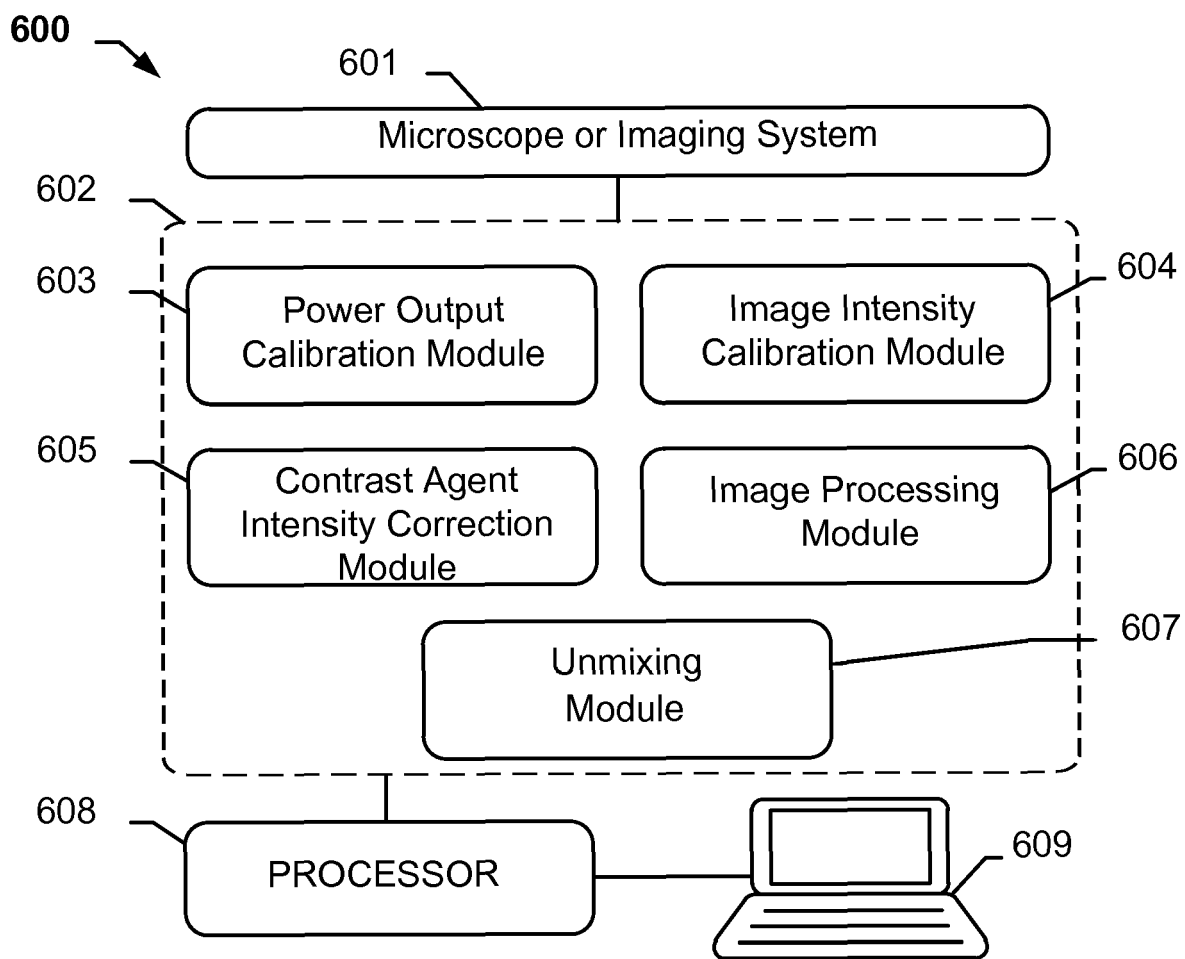 600
601
Microscope or Imaging System
602
603
Power Output
Calibration Module
604
Image Intensity
Calibration Module
605
Contrast Agent
Intensity Correction
Module
606
Image Processing
Module
607
Unmixing
Module
608
PROCESSOR
609